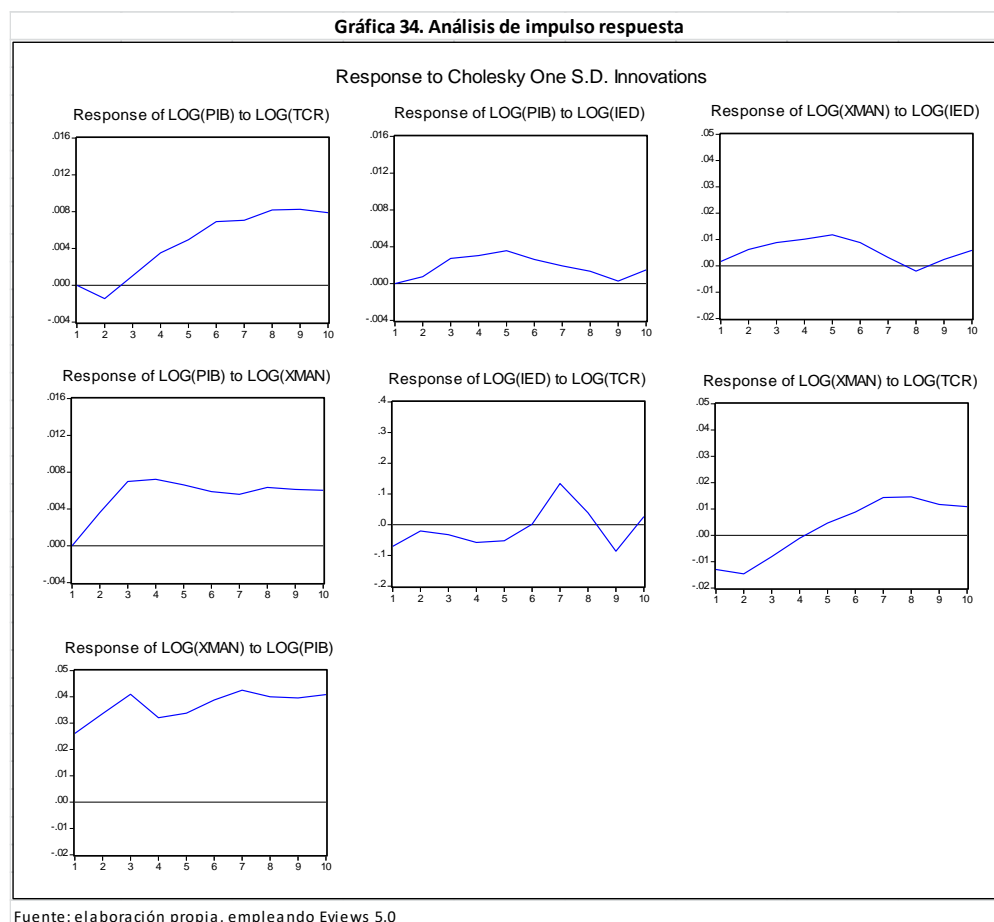 Gráfica 34. Análisis de impulso respuesta
Response to Cholesky One S.D. Innovations
Response of LOG(PIB) to LOG(TCR)
.016
.012
.008
.004
.000
-.004
1 2 3 4 5 6 7 8 9 10
Response of LOG(PIB) to LOG(IED)
.016
.012
.008
.004
.000
-.004
1 2 3 4 5 6 7 8 9 10
Response of LOG(XMAN) to LOG(IED)
.05
.04
.03
.02
.01
.00
-.01
-.02
1 2 3 4 5 6 7 8 9 10
Response of LOG(PIB) to LOG(XMAN)
.016
.012
.008
.004
.000
-.004
1 2 3 4 5 6 7 8 9 10
Response of LOG(IED) to LOG(TCR)
.4
.3
.2
.1
.0
-.1
-.2
1 2 3 4 5 6 7 8 9 10
Response of LOG(XMAN) to LOG(TCR)
.05
.04
.03
.02
.01
.00
-.01
-.02
1 2 3 4 5 6 7 8 9 10
Response of LOG(XMAN) to LOG(PIB)
.05
.04
.03
.02
.01
.00
-.01
-.02
1 2 3 4 5 6 7 8 9 10
Fuente: elaboración propia, empleando Eviews 5.0